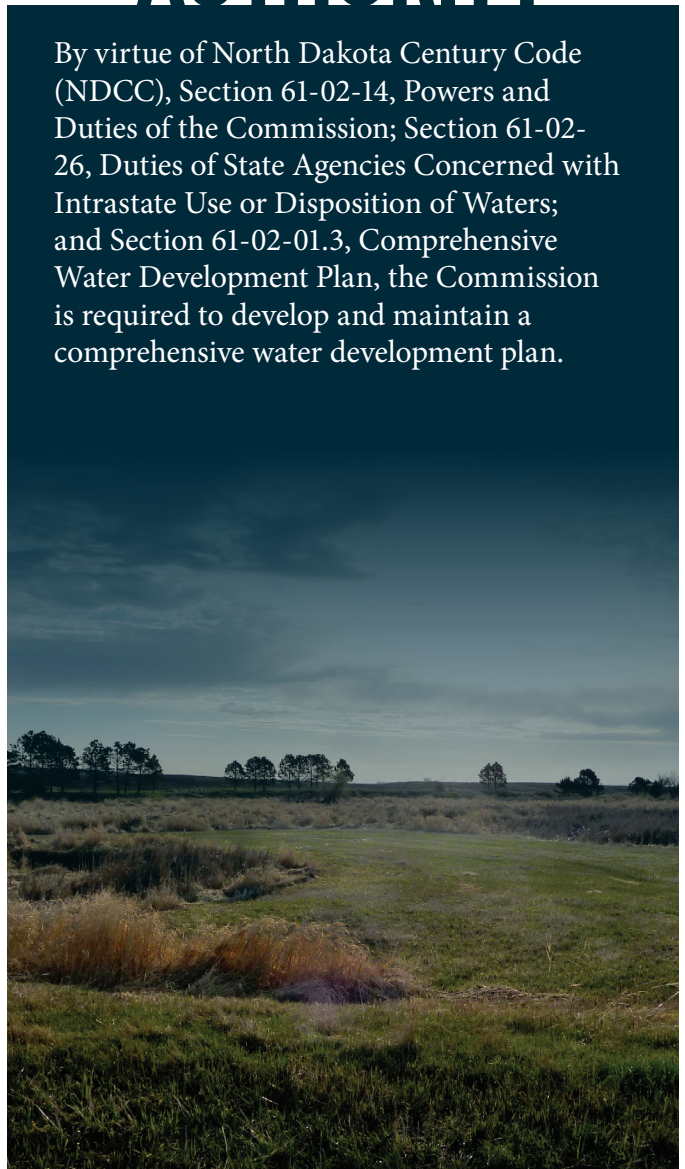 By virtue of North Dakota Century Code
(NDCC), Section 61-02-14, Powers and
Duties of the Commission; Section 61-02-
26, Duties of State Agencies Concerned with
Intrastate Use or Disposition of Waters;
and Section 61-02-01.3, Comprehensive
Water Development Plan, the Commission
is required to develop and maintain a
comprehensive water development plan.